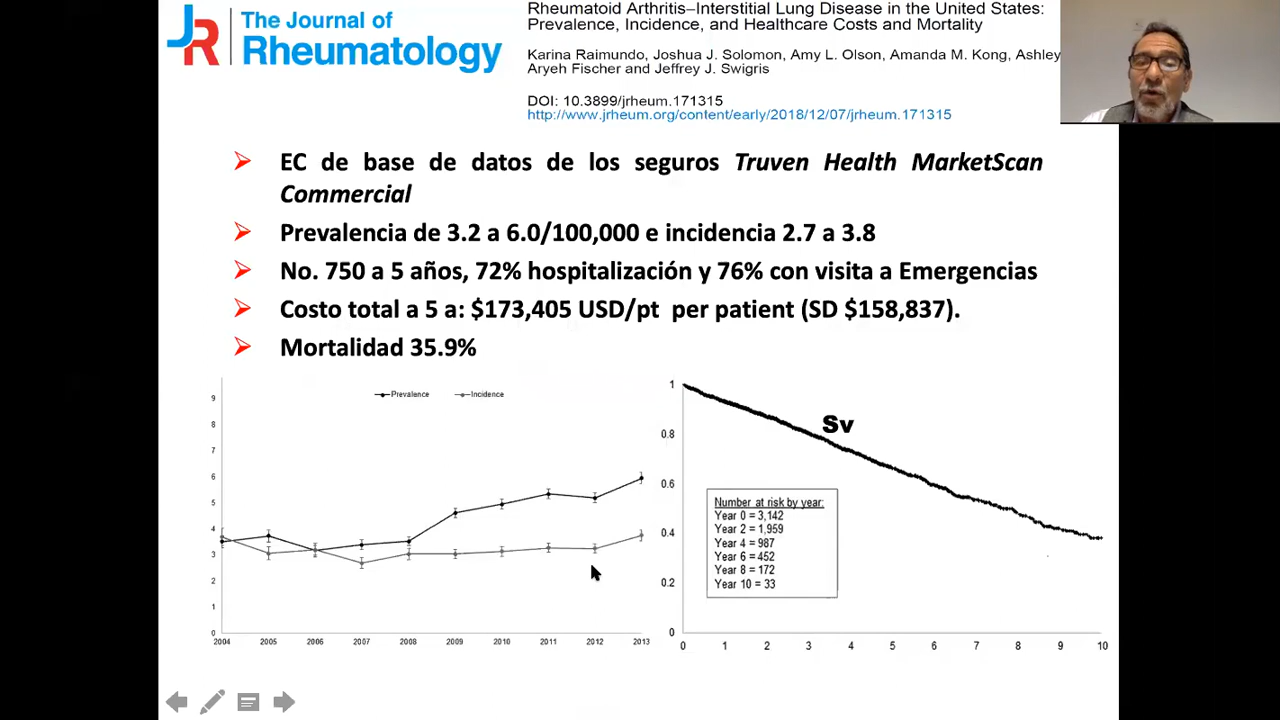 JR The Journal of
Rheumatology
Rheumatoid Arthritis–Interstitial Lung Disease in the United States:
Prevalence, Incidence, and Healthcare Costs and Mortality
Karina Raimundo, Joshua J. Solomon, Amy L. Olson, Amanda M. Kong, Ashley
Aryeh Fischer and Jeffrey J. Swigris
DOI: 10.3899/jrheum.171315
http://www.jrheum.org/content/early/2018/12/07/jrheum.171315
EC de base de datos de los seguros Truven Health MarketScan
Commercial
Prevalencia de 3.2 a 6.0/100,000 e incidencia 2.7 a 3.8
No. 750 a 5 años, 72% hospitalización y 76% con visita a Emergencias
Costo total a 5 a: $173,405 USD/pt per patient (SD $158,837).
Mortalidad 35.9%
Prevalence Incidence
9
8
7
6
5
4
3
2
1
0
2004 2005 2006 2007 2008 2009 2010 2011 2012 2013
1
0.8
0.6
0.4
0.2
0
Sv
Number at risk by year:
Year 0 = 3,142
Year 2 = 1,959
Year 4 = 987
Year 6 = 452
Year 8 = 172
Year 10 = 33
0 1 2 3 4 5 6 7 8 9 10